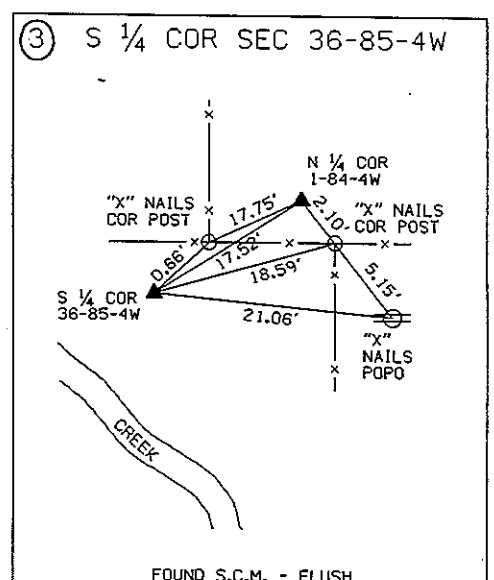 3 S 1/4 COR SEC 36-85-4W
N 1/4 COR
1-84-4W
"X" NAILS
COR POST
17.75'
2.10'
"X" NAILS
COR POST
0.66'
17.52'
18.59'
5.15'
S 1/4 COR
36-85-4W
21.06'
"X"
NAILS
POPO
CREEK
FOUND S.C.M. - FLUSH